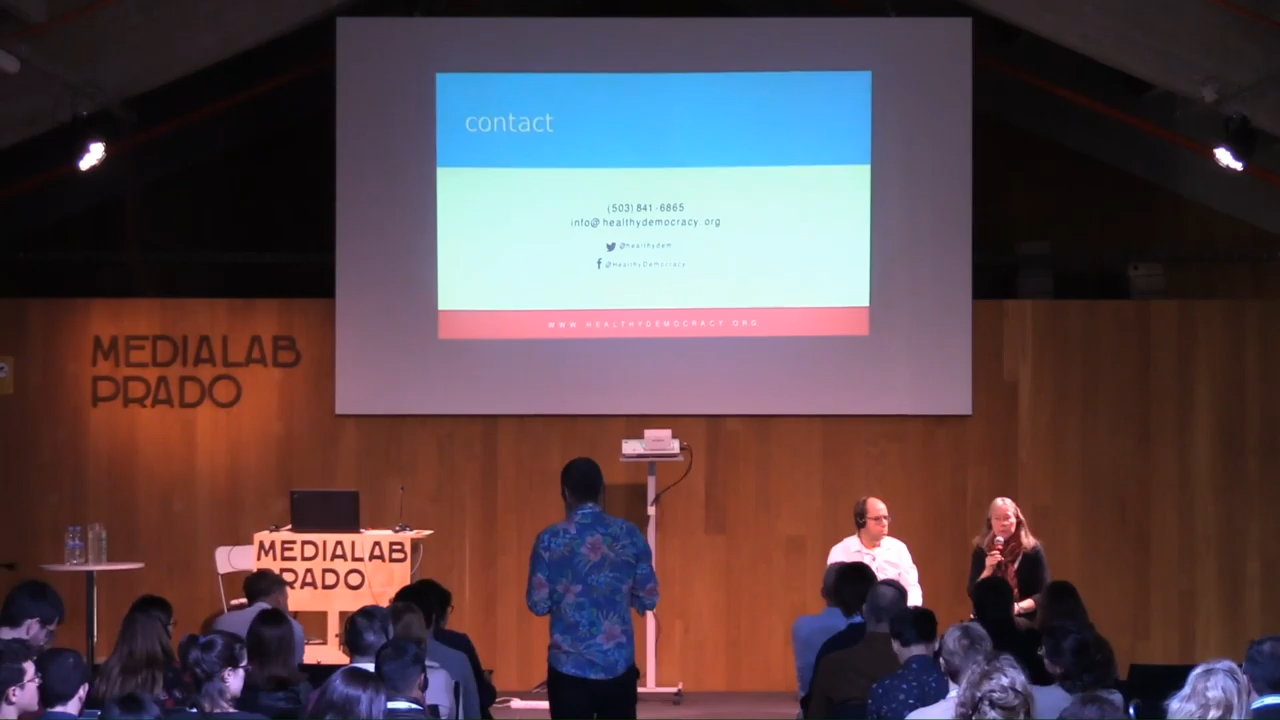 contact
(503) 841-6865
info@healthydemocracy.org
@healthydem
@HealthyDemocracy
WWW.HEALTHYDEMOCRACY.ORG
MEDIALAB
PRADO
MEDIALAB
PRADO